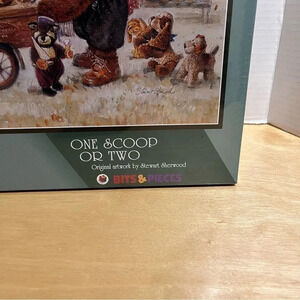 ONE SCOOP
OR TWO
Original artwork by Stewart Sherwood
BITS & PIECES